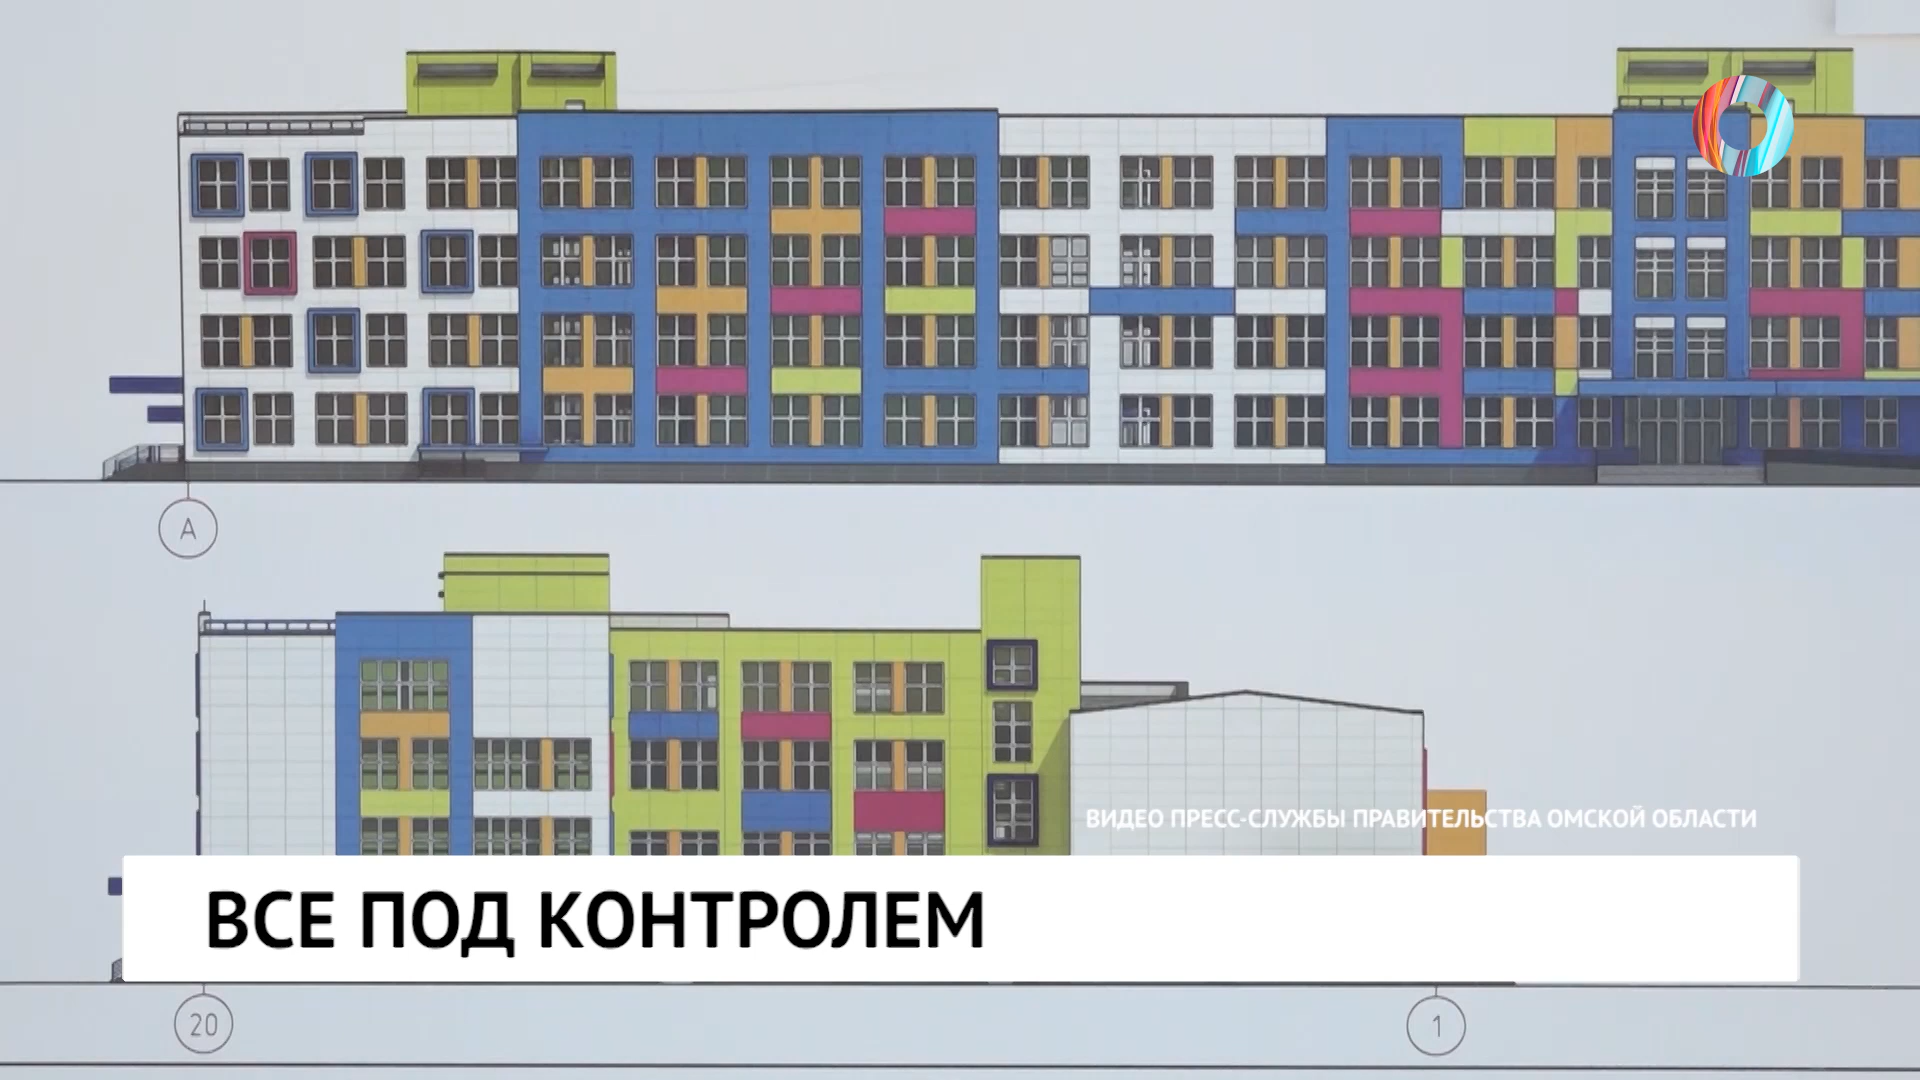 А
ВИДЕО ПРЕСС-СЛУЖБЫ ПРАВИТЕЛЬСТВА ОМСКОЙ ОБЛАСТИ
ВСЕ ПОД КОНТРОЛЕМ
20
1